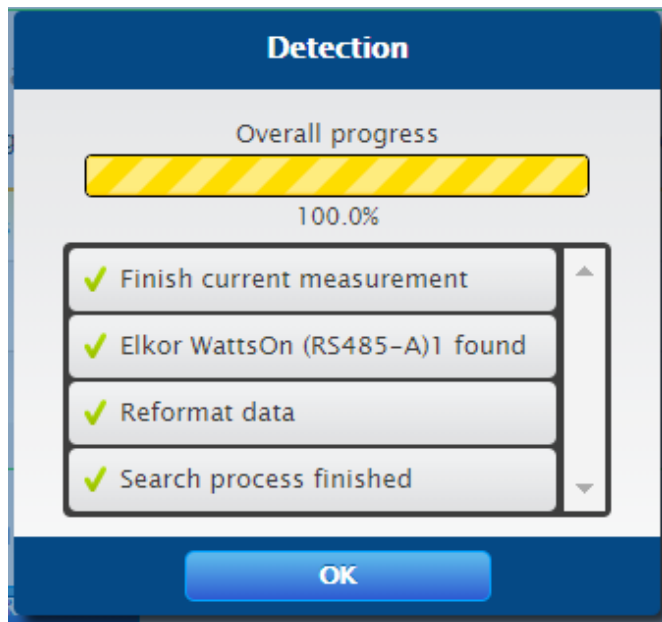 Detection
Overall progress
100.0%
Finish current measurement
Elkor WattsOn (RS485-A)1 found
Reformat data
Search process finished
OK